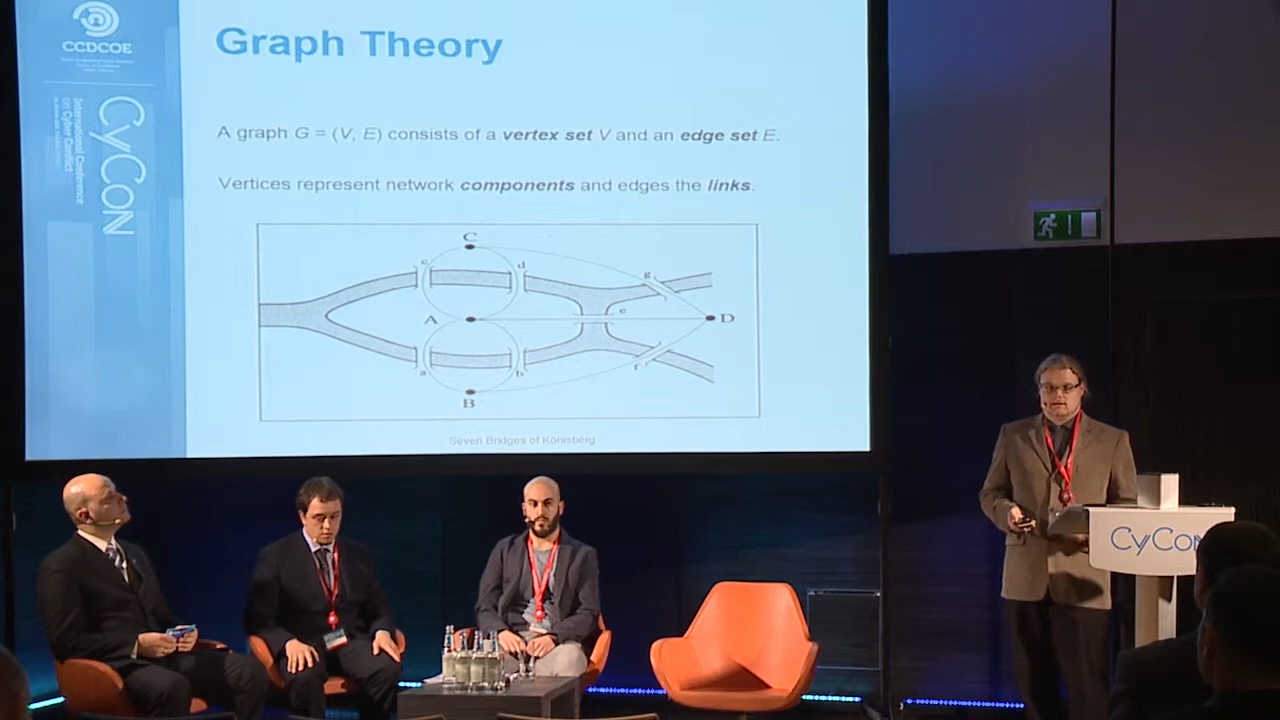 CCDCOE
Graph Theory
International Conference
on Cyber Conflict
CyCON
A graph G = (V, E) consists of a vertex set V and an edge set E.
Vertices represent network components and edges the links.
C
c
d
g
A
e
D
a
b
f
B
Seven Bridges of Könisberg
CyCON